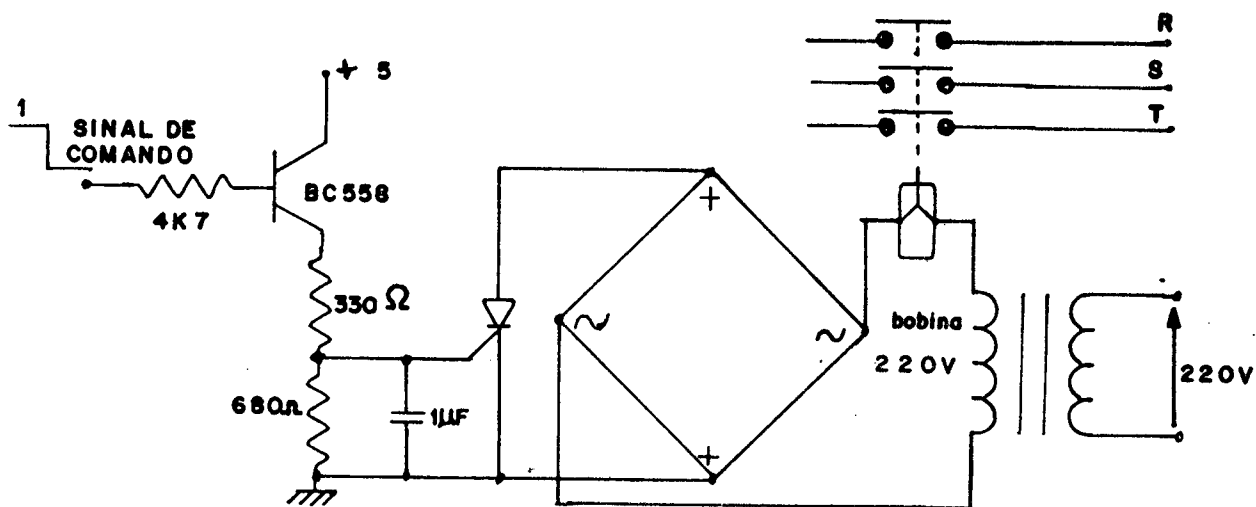 R
+ 5
S
1
SINAL DE
COMANDO
T
BC558
4K7
+
330 Ω
~
~
bobina
220V
220V
680Ω
1µF
+